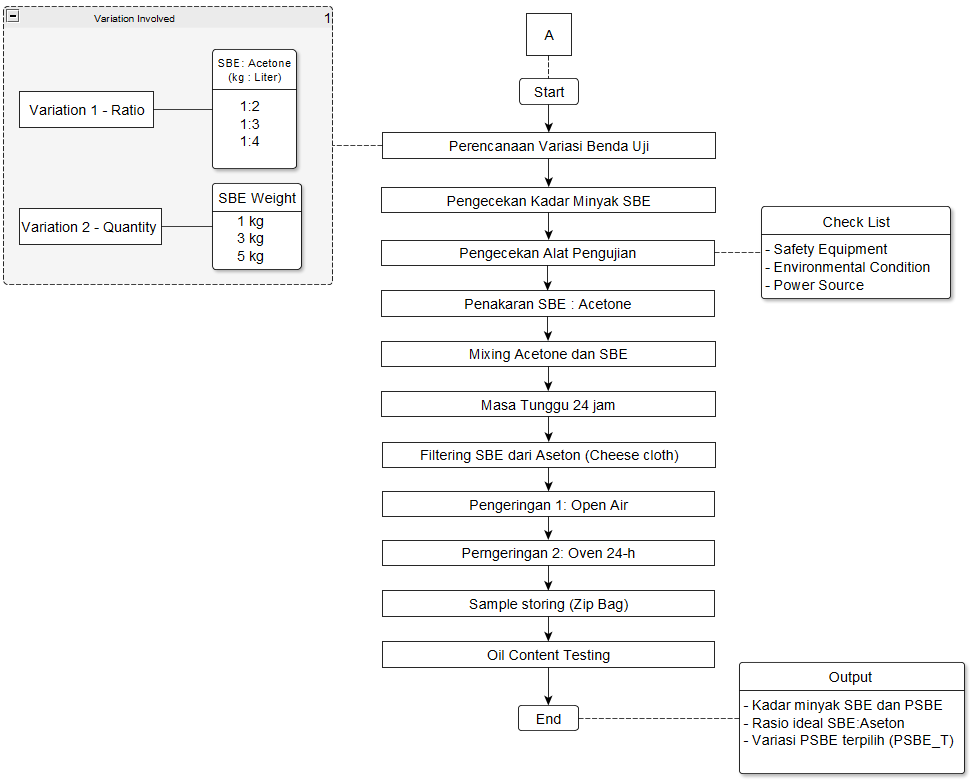 Variation Involved
1
SBE: Acetone
(kg : Liter)
Variation 1 - Ratio
1:2
1:3
1:4
SBE Weight
Variation 2 - Quantity
1 kg
3 kg
5 kg
A
Start
Perencanaan Variasi Benda Uji
Pengecekan Kadar Minyak SBE
Pengecekan Alat Pengujian
Check List
- Safety Equipment
- Environmental Condition
- Power Source
Penakaran SBE : Acetone
Mixing Acetone dan SBE
Masa Tunggu 24 jam
Filtering SBE dari Aseton (Cheese cloth)
Pengeringan 1: Open Air
Perngeringan 2: Oven 24-h
Sample storing (Zip Bag)
Oil Content Testing
End
Output
- Kadar minyak SBE dan PSBE
- Rasio ideal SBE:Aseton
- Variasi PSBE terpilih (PSBE_T)